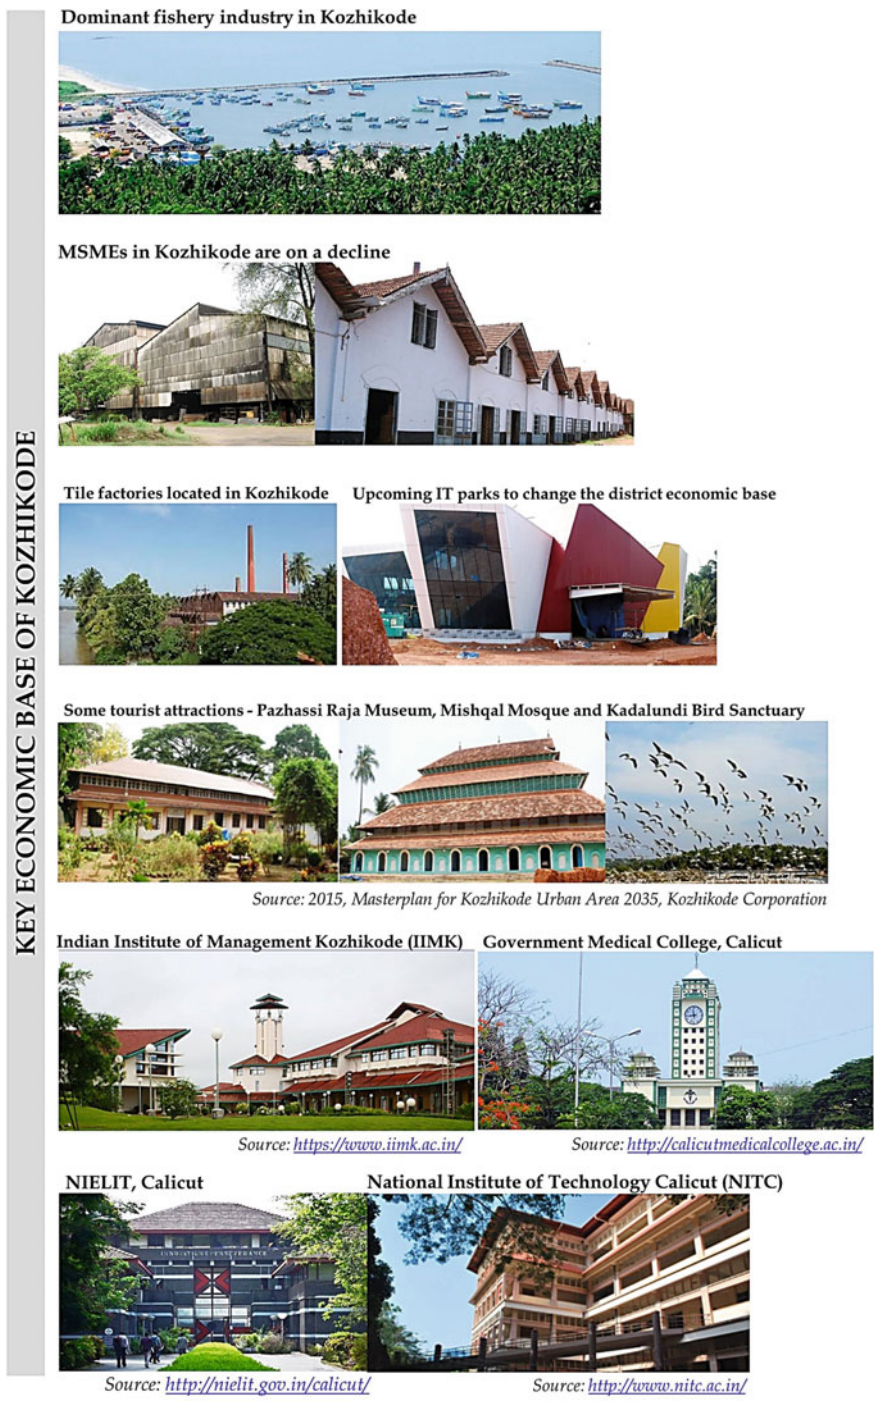 KEY ECONOMIC BASE OF KOZHIKODE
Dominant fishery industry in Kozhikode
MSMEs in Kozhikode are on a decline
Tile factories located in Kozhikode
Upcoming IT parks to change the district economic base
Some tourist attractions - Pazhassi Raja Museum, Mishqal Mosque and Kadalundi Bird Sanctuary
Source: 2015, Masterplan for Kozhikode Urban Area 2035, Kozhikode Corporation
Indian Institute of Management Kozhikode (IIMK)
Government Medical College, Calicut
Source: https://www.iimk.ac.in/
Source: http://calicutmedicalcollege.ac.in/
NIELIT, Calicut
National Institute of Technology Calicut (NITC)
Source: http://nielit.gov.in/calicut/
Source: http://www.nitc.ac.in/